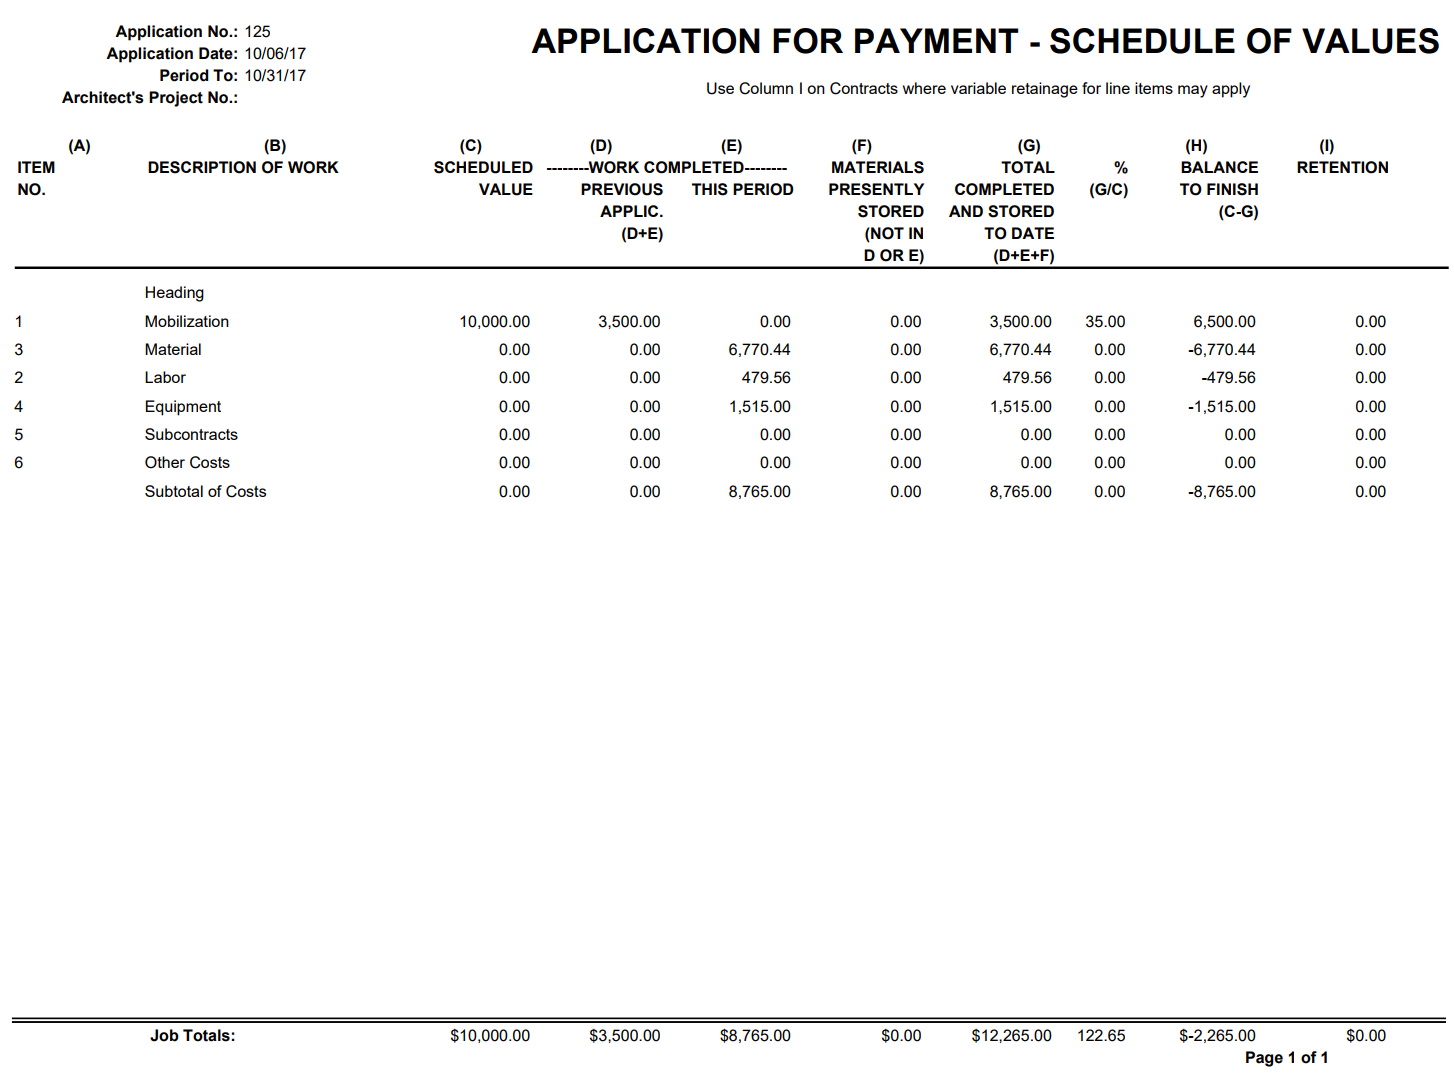 Application No.: 125
Application Date: 10/06/17
Period To: 10/31/17
Architect's Project No.:
APPLICATION FOR PAYMENT - SCHEDULE OF VALUES
Use Column I on Contracts where variable retainage for line items may apply
(A) (B) (C) (D) (E) (F) (G) (H) (I)
ITEM DESCRIPTION OF WORK SCHEDULED --------WORK COMPLETED-------- MATERIALS TOTAL % BALANCE RETENTION
NO. VALUE PREVIOUS THIS PERIOD PRESENTLY COMPLETED (G/C) TO FINISH
APPLIC. STORED AND STORED (C-G)
(D+E) (NOT IN TO DATE
D OR E) (D+E+F)
Heading
1 Mobilization 10,000.00 3,500.00 0.00 0.00 3,500.00 35.00 6,500.00 0.00
3 Material 0.00 0.00 6,770.44 0.00 6,770.44 0.00 -6,770.44 0.00
2 Labor 0.00 0.00 479.56 0.00 479.56 0.00 -479.56 0.00
4 Equipment 0.00 0.00 1,515.00 0.00 1,515.00 0.00 -1,515.00 0.00
5 Subcontracts 0.00 0.00 0.00 0.00 0.00 0.00 0.00 0.00
6 Other Costs 0.00 0.00 0.00 0.00 0.00 0.00 0.00 0.00
Subtotal of Costs 0.00 0.00 8,765.00 0.00 8,765.00 0.00 -8,765.00 0.00
Job Totals: $10,000.00 $3,500.00 $8,765.00 $0.00 $12,265.00 122.65 $-2,265.00 $0.00
Page 1 of 1